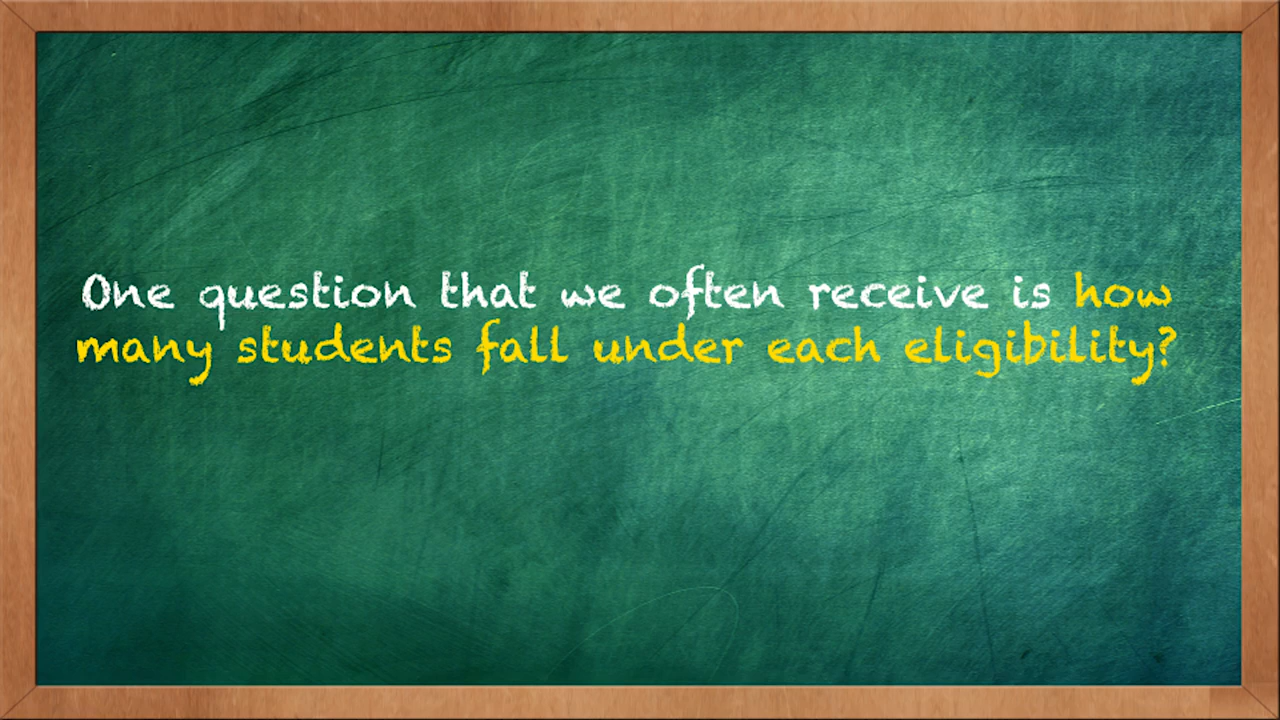 One question that we often receive is how
many students fall under each eligibility?